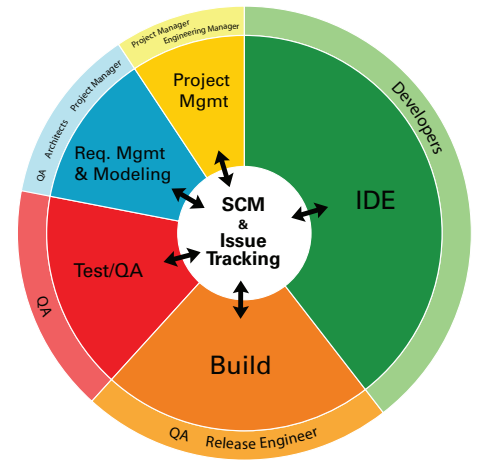 Project Manager
Engineering Manager
Project
Mgmt
Developers
IDE
QA Architects Project Manager
Req. Mgmt
& Modeling
SCM
&
Issue
Tracking
Test/QA
QA
Build
QA Release Engineer